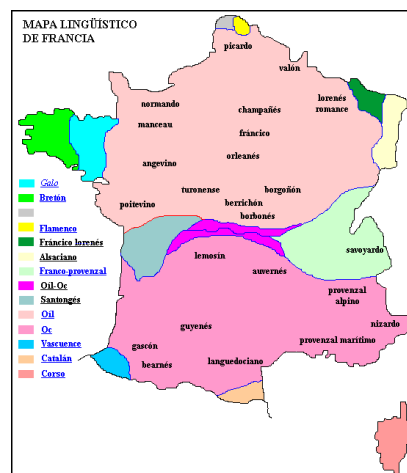 MAPA LINGÜÍSTICO
DE FRANCIA
picardo
valón
normando
lorenés
romance
champañés
manceau
fráncico
orleanés
angevino
turonense
borgoñón
berrichón
poitevino
borbonés
savoyardo
lemosín
auvernés
provenzal
alpino
nizardo
guyenés
provenzal marítimo
gascón
bearnés
languedociano
Galo
Bretón
Flamenco
Fráncico lorenés
Alsaciano
Franco-provenzal
Oïl-Oc
Santongés
Oïl
Oc
Vascuence
Catalán
Corso